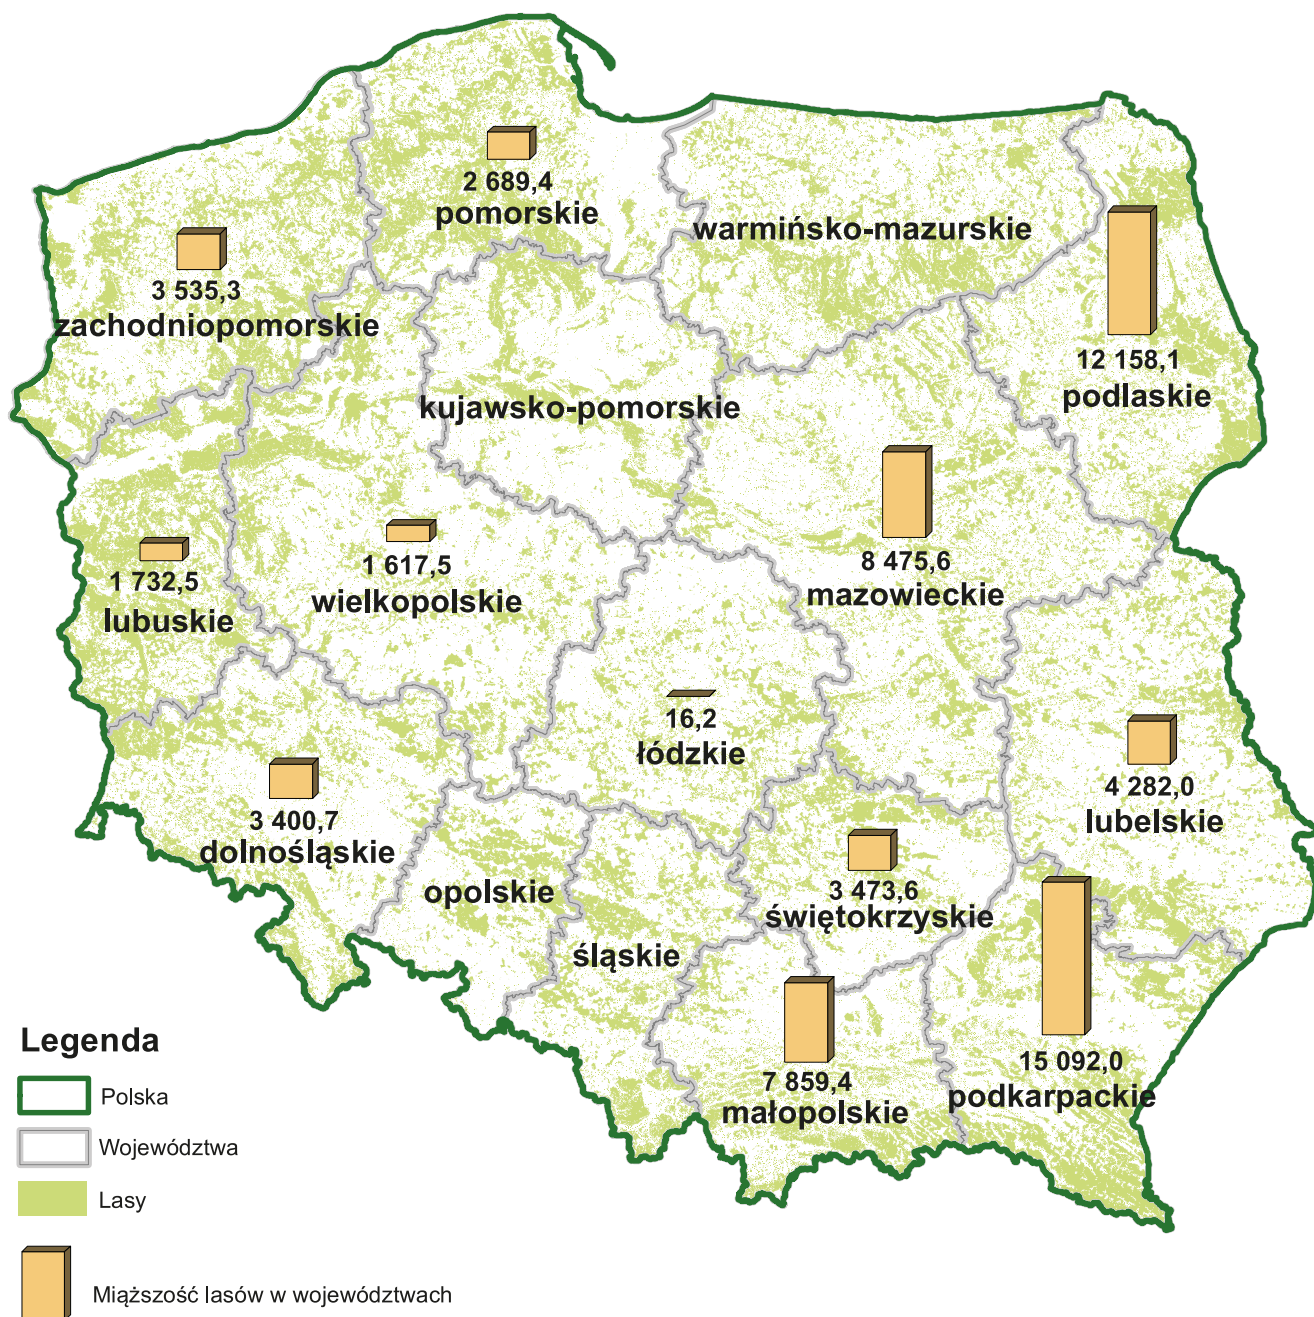 2 689,4
pomorskie
warmińsko-mazurskie
3 535,3
zachodniopomorskie
12 158,1
podlaskie
kujawsko-pomorskie
8 475,6
mazowieckie
1 617,5
wielkopolskie
1 732,5
lubuskie
16,2
łódzkie
4 282,0
lubelskie
3 400,7
dolnośląskie
opolskie
3 473,6
świętokrzyskie
śląskie
15 092,0
podkarpackie
7 859,4
małopolskie
Legenda
Polska
Województwa
Lasy
Miąższość lasów w województwach